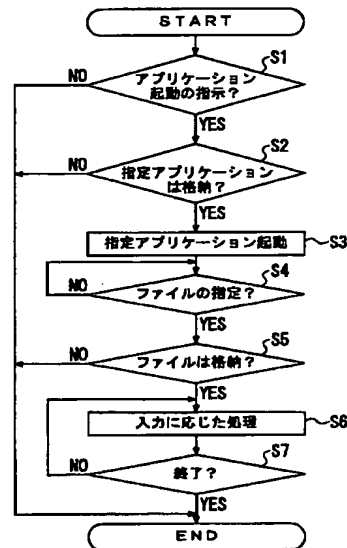 START
S1
NO
アプリケーション
起動の指示?
YES
S2
NO
指定アプリケーション
は格納?
YES
指定アプリケーション起動
S3
S4
ファイルの指定?
NO
YES
S5
NO
ファイルは格納?
YES
入力に応じた処理
S6
S7
NO
終了?
YES
END